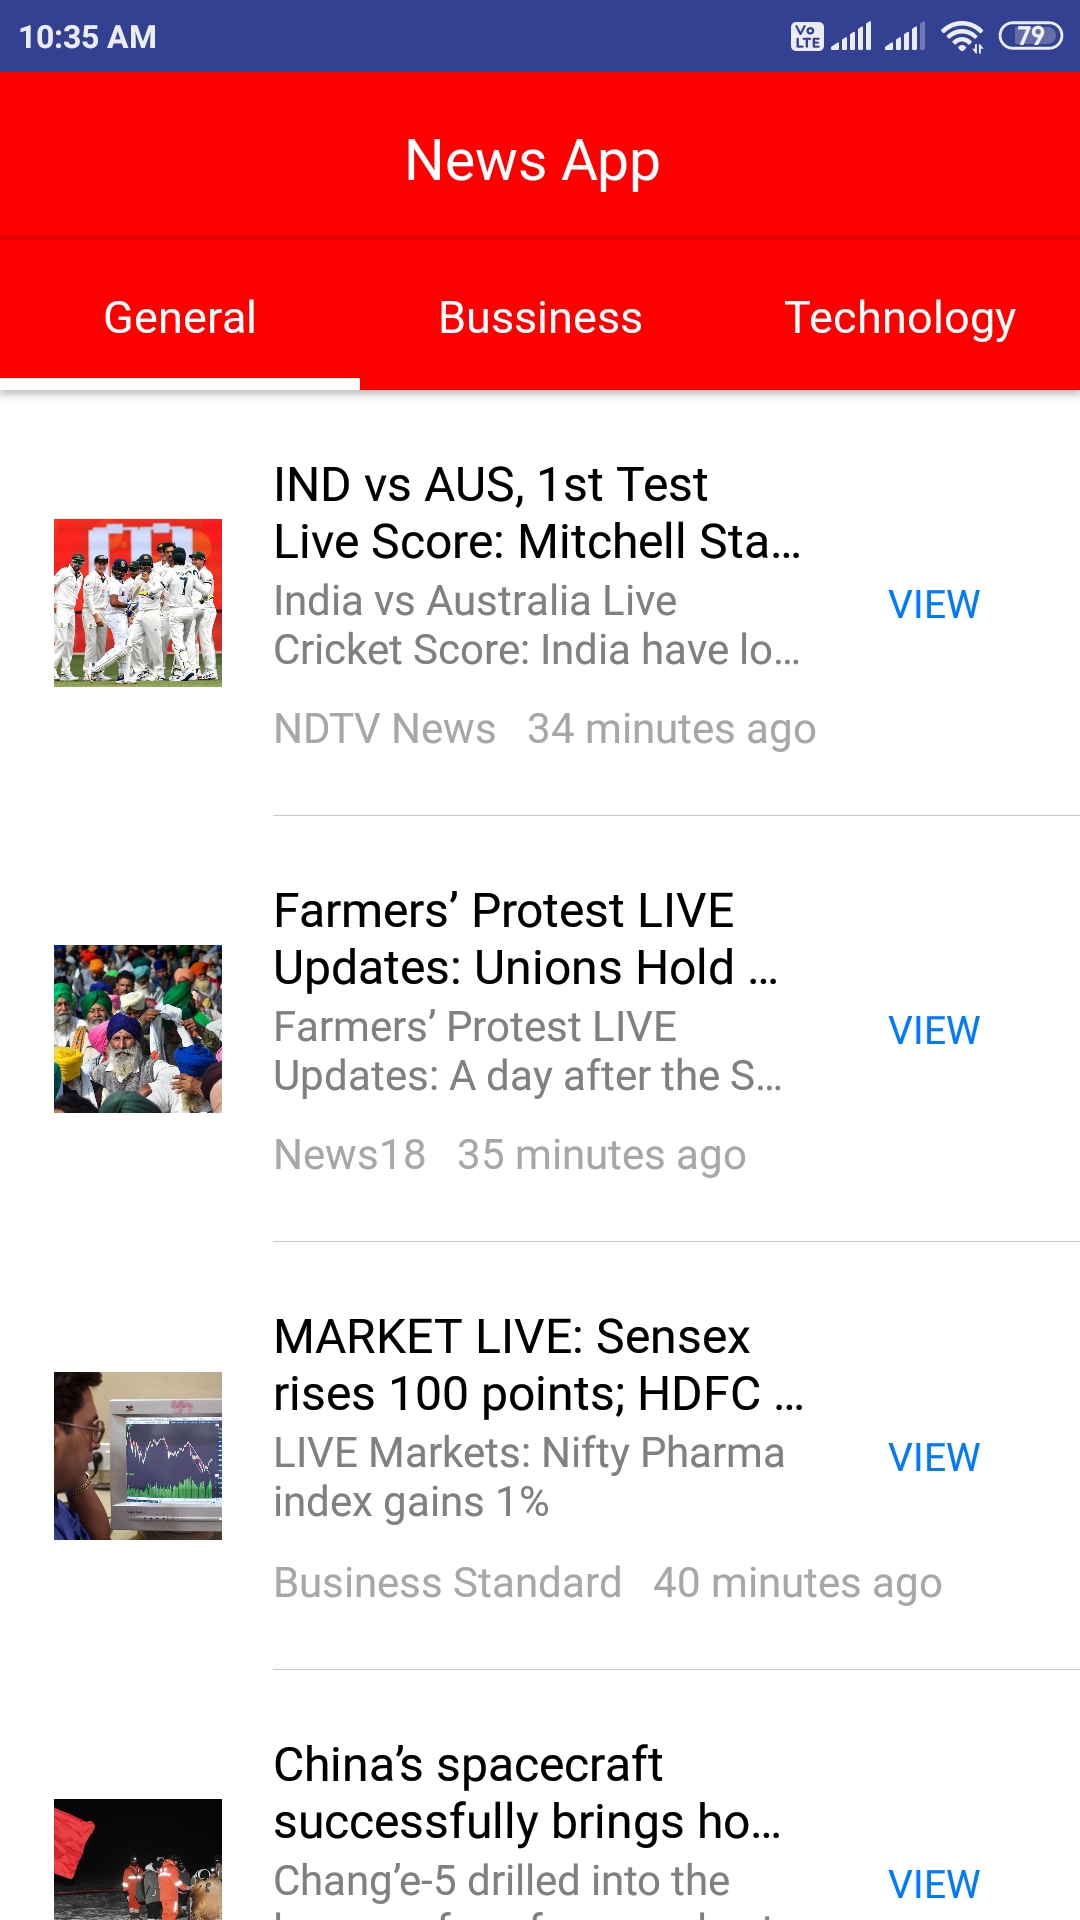 10:35 AM
Vo LTE
79
News App
General Bussiness Technology
IND vs AUS, 1st Test
Live Score: Mitchell Sta...
India vs Australia Live
Cricket Score: India have lo...
VIEW
NDTV News 34 minutes ago
Farmers’ Protest LIVE
Updates: Unions Hold ...
Farmers’ Protest LIVE
Updates: A day after the S...
VIEW
News18 35 minutes ago
MARKET LIVE: Sensex
rises 100 points; HDFC ...
LIVE Markets: Nifty Pharma
index gains 1%
VIEW
Business Standard 40 minutes ago
China’s spacecraft
successfully brings ho...
Chang’e-5 drilled into the
VIEW